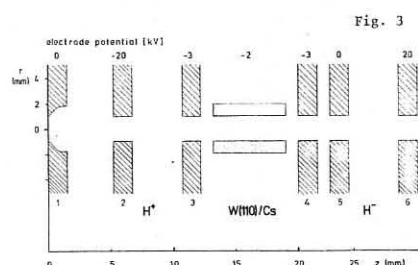 Fig. 3
electrode potential [kV]
0 -20 -3 -2 -3 0 20
r
[mm]
4
2
0
1 2 H⁺ 3 W(110)/Cs 4 5 H⁻ 6
0 5 10 15 20 25 z [mm]